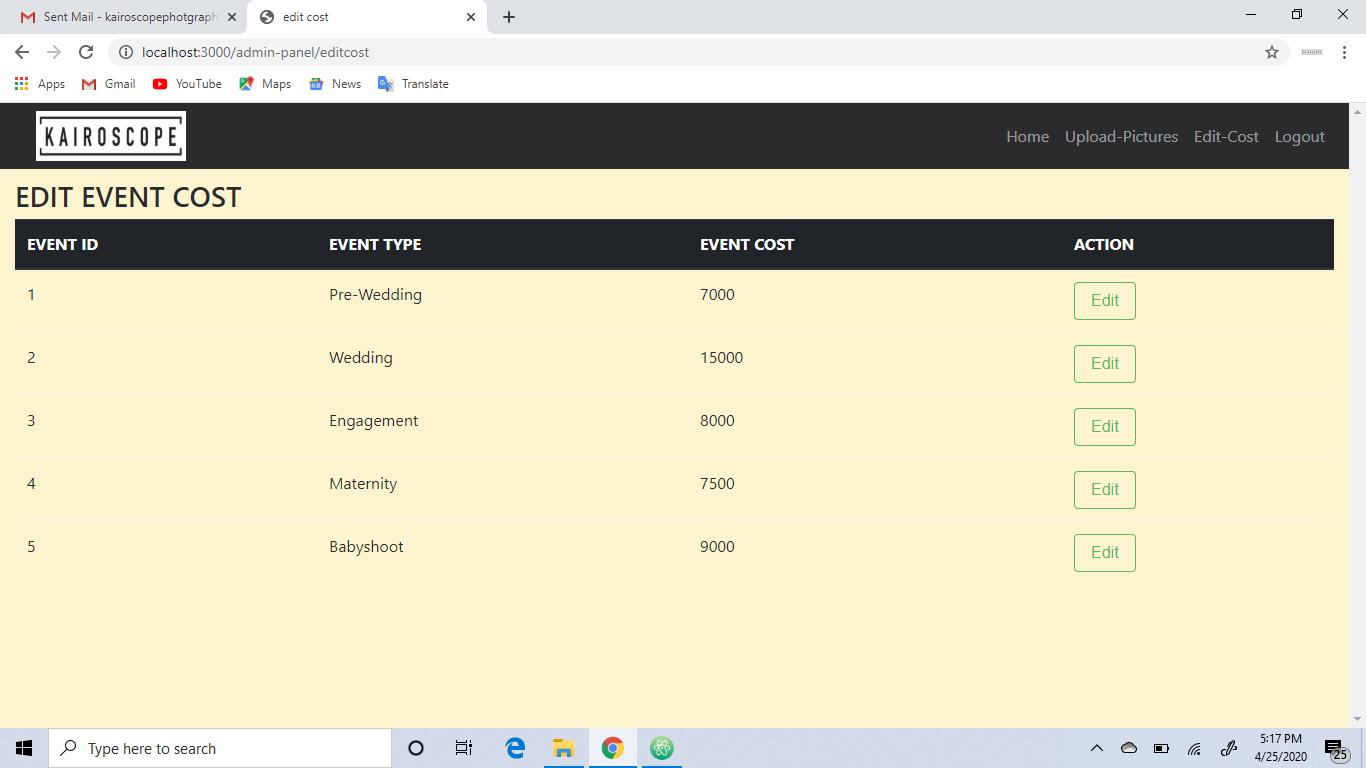 Sent Mail - kairoscopephotgraph
edit cost
localhost:3000/admin-panel/editcost
Apps Gmail YouTube Maps News Translate
KAIROSCOPE
Home Upload-Pictures Edit-Cost Logout
EDIT EVENT COST
EVENT ID EVENT TYPE EVENT COST ACTION
1 Pre-Wedding 7000 Edit
2 Wedding 15000 Edit
3 Engagement 8000 Edit
4 Maternity 7500 Edit
5 Babyshoot 9000 Edit
Type here to search
5:17 PM
4/25/2020
25